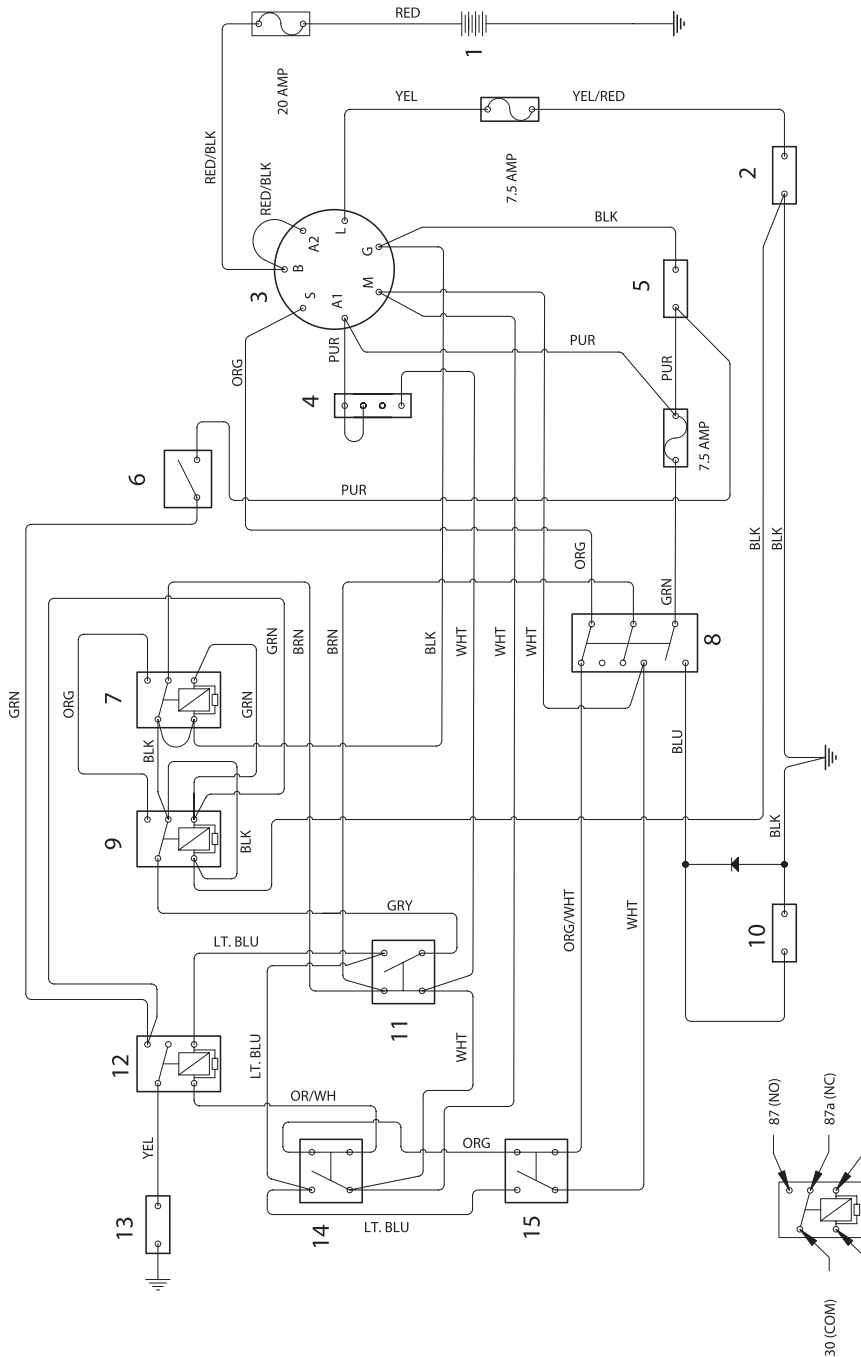 RED
1
20 AMP
RED/BLK
RED/BLK
YEL
YEL/RED
7.5 AMP
2
3
B
A2
L
S
A1
M
G
BLK
5
ORG
PUR
PUR
PUR
4
7.5 AMP
6
PUR
GRN
ORG
7
GRN
BRN
BRN
BLK
WHT
WHT
WHT
ORG
GRN
8
BLK
BLK
GRN
BLK
9
BLK
BLU
BLK
GRY
LT. BLU
ORG/WHT
WHT
10
11
12
LT. BLU
WHT
OR/WH
YEL
ORG
13
14
LT. BLU
15
87 (NO)
87a (NC)
30 (COM)